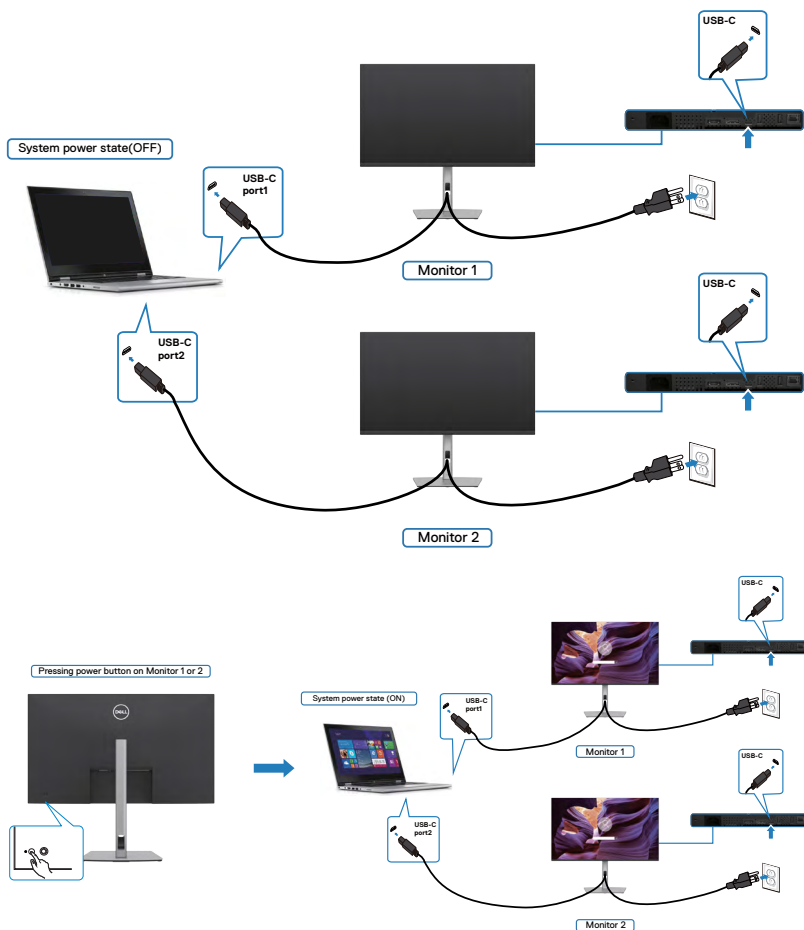 USB-C
System power state(OFF)
USB-C
port1
Monitor 1
USB-C
USB-C
port2
Monitor 2
USB-C
Pressing power button on Monitor 1 or 2
System power state (ON)
USB-C
port1
DELL
Monitor 1
USB-C
USB-C
port2
Monitor 2